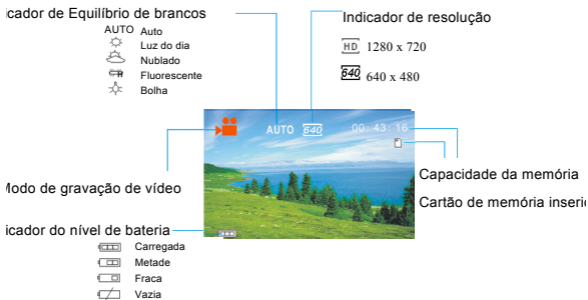 icador de Equilíbrio de brancos
AUTO Auto
Luz do dia
Nublado
Fluorescente
Bolha
Indicador de resolução
HD 1280 x 720
640 640 x 480
AUTO 640 00:43:16
Modo de gravação de vídeo
Capacidade da memória
Cartão de memória inseri
icador do nível de bateria
Carregada
Metade
Fraca
Vazia